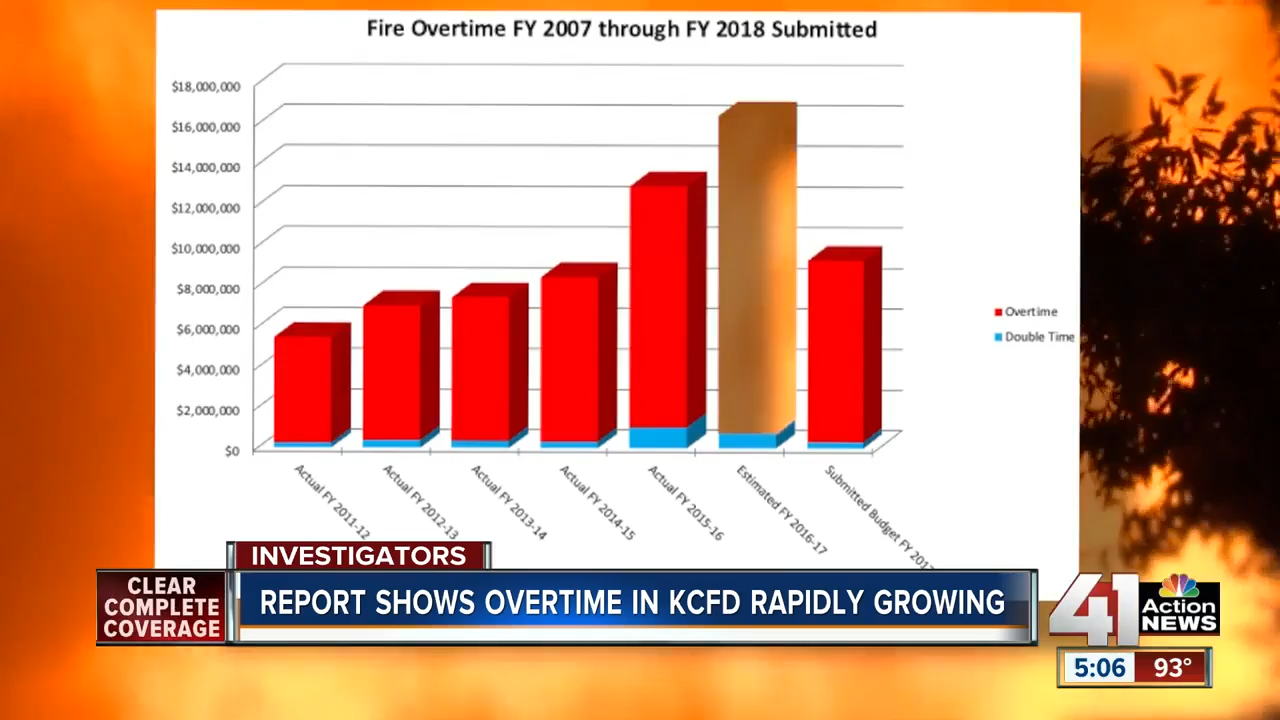 Fire Overtime FY 2007 through FY 2018 Submitted
$18,000,000
$16,000,000
$14,000,000
$12,000,000
$10,000,000
$8,000,000
$6,000,000
$4,000,000
$2,000,000
$0
Overtime
Double Time
Actual FY 2011-12
Actual FY 2012-13
Actual FY 2013-14
Actual FY 2014-15
Actual FY 2015-16
Estimated FY 2016-17
Submitted Budget FY
INVESTIGATORS
CLEAR
COMPLETE
COVERAGE
REPORT SHOWS OVERTIME IN KCFD RAPIDLY GROWING
41
Action
NEWS
5:06 93°